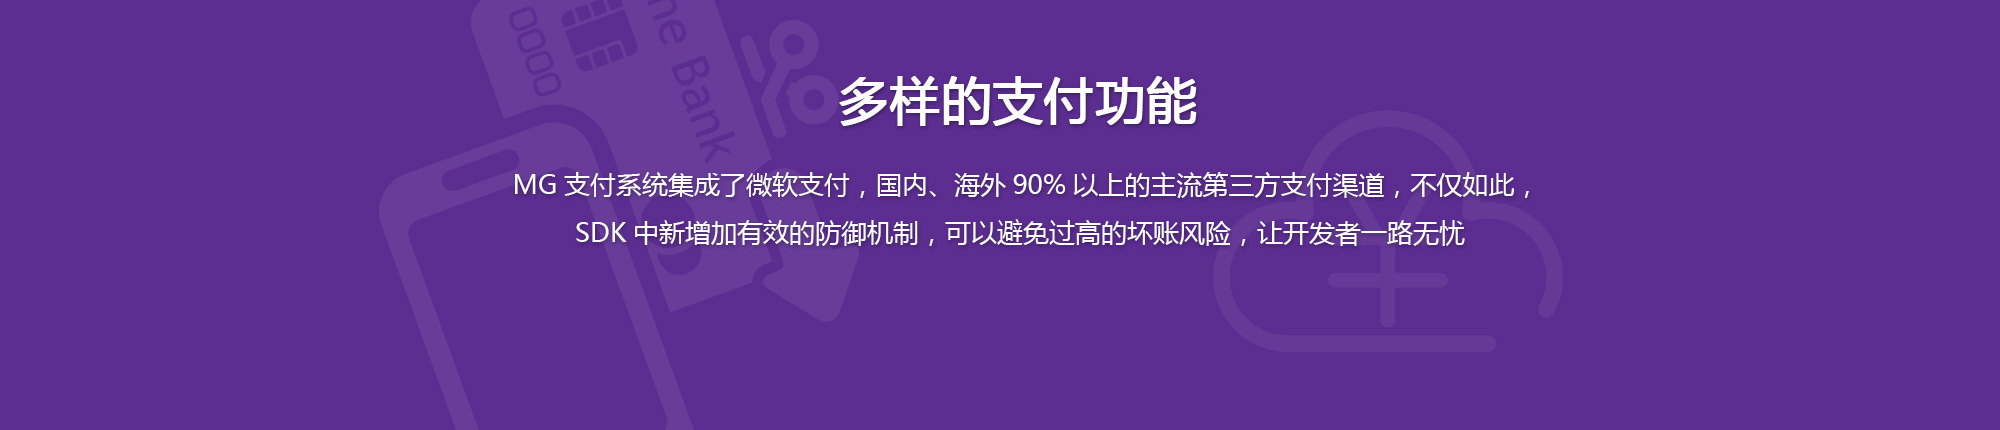 ne Bank
多样的支付功能
MG 支付系统集成了微软支付，国内、海外 90% 以上的主流第三方支付渠道，不仅如此，
SDK 中新增加有效的防御机制，可以避免过高的坏账风险，让开发者一路无忧